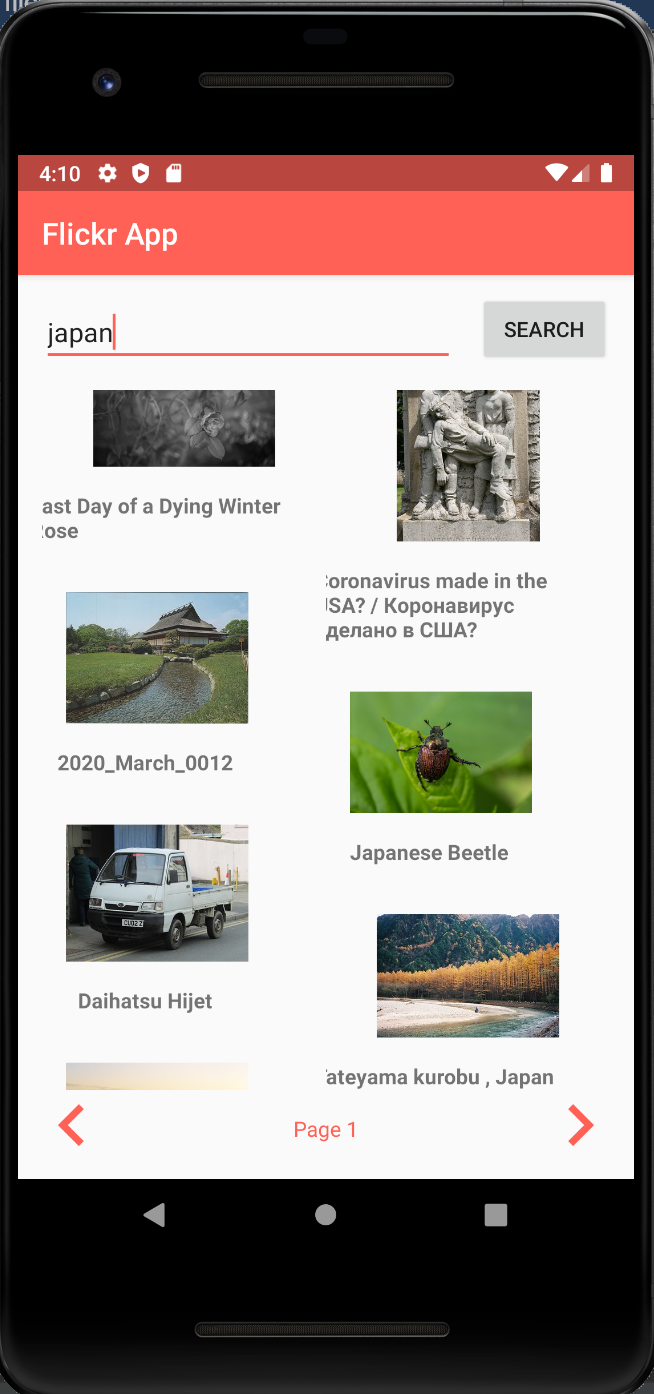 4:10
Flickr App
japan
SEARCH
ast Day of a Dying Winter
ose
oronavirus made in the
SA? / Коронавирус
делано в США?
2020_March_0012
Japanese Beetle
Daihatsu Hijet
ateyama kurobu , Japan
Page 1